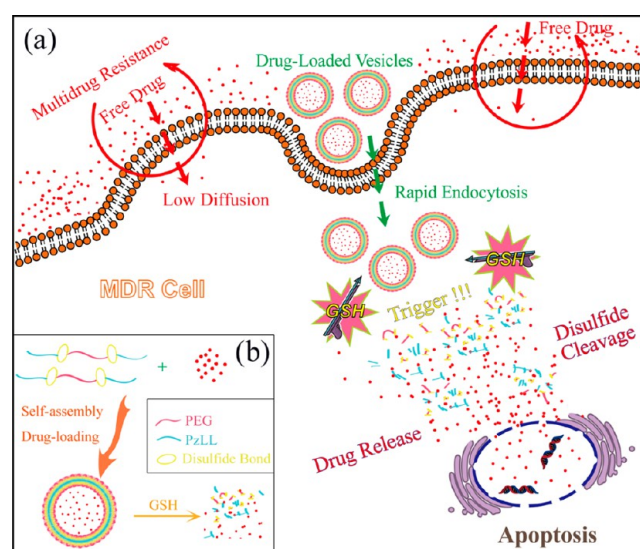 (a)
Multidrug Resistance
Free Drug
Low Diffusion
Drug-Loaded Vesicles
Free Drug
Rapid Endocytosis
MDR Cell
GSH
GSH
Trigger !!!
Disulfide
Cleavage
Drug Release
Apoptosis
(b)
+
Self-assembly
Drug-loading
PEG
PzLL
Disulfide Bond
GSH